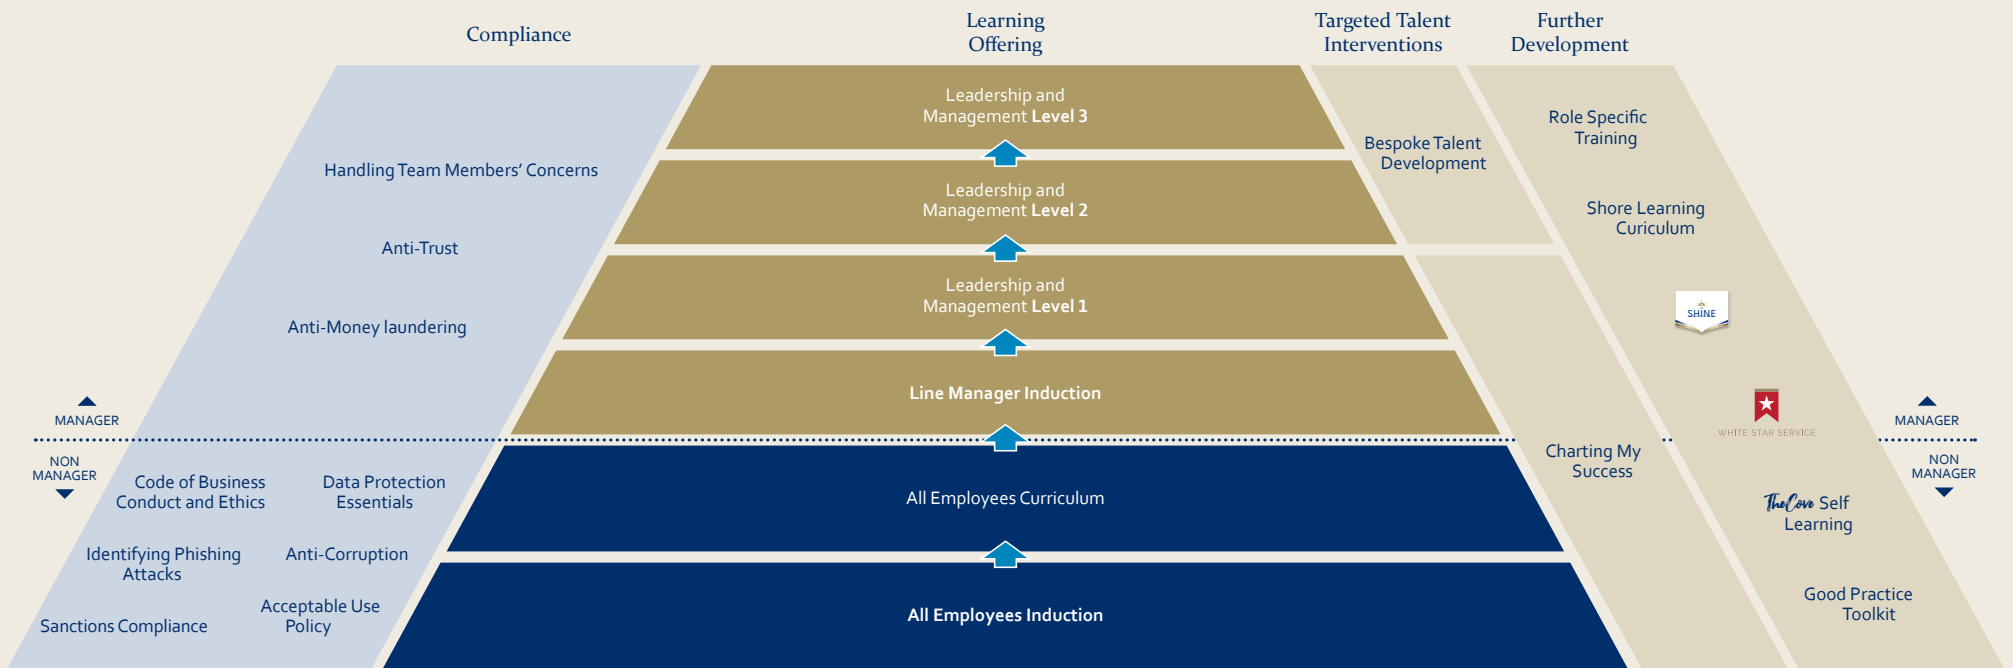 Compliance
Learning
Offering
Targeted Talent
Interventions
Further
Development
Handling Team Members’ Concerns
Anti-Trust
Anti-Money laundering
MANAGER
NON
MANAGER
Code of Business
Conduct and Ethics
Data Protection
Essentials
Identifying Phishing
Attacks
Anti-Corruption
Sanctions Compliance
Acceptable Use
Policy
Leadership and
Management Level 3
Leadership and
Management Level 2
Leadership and
Management Level 1
Line Manager Induction
All Employees Curriculum
All Employees Induction
Bespoke Talent
Development
Charting My
Success
Role Specific
Training
Shore Learning
Curiculum
SHINE
WHITE STAR SERVICE
The Cove Self
Learning
Good Practice
Toolkit
MANAGER
NON
MANAGER